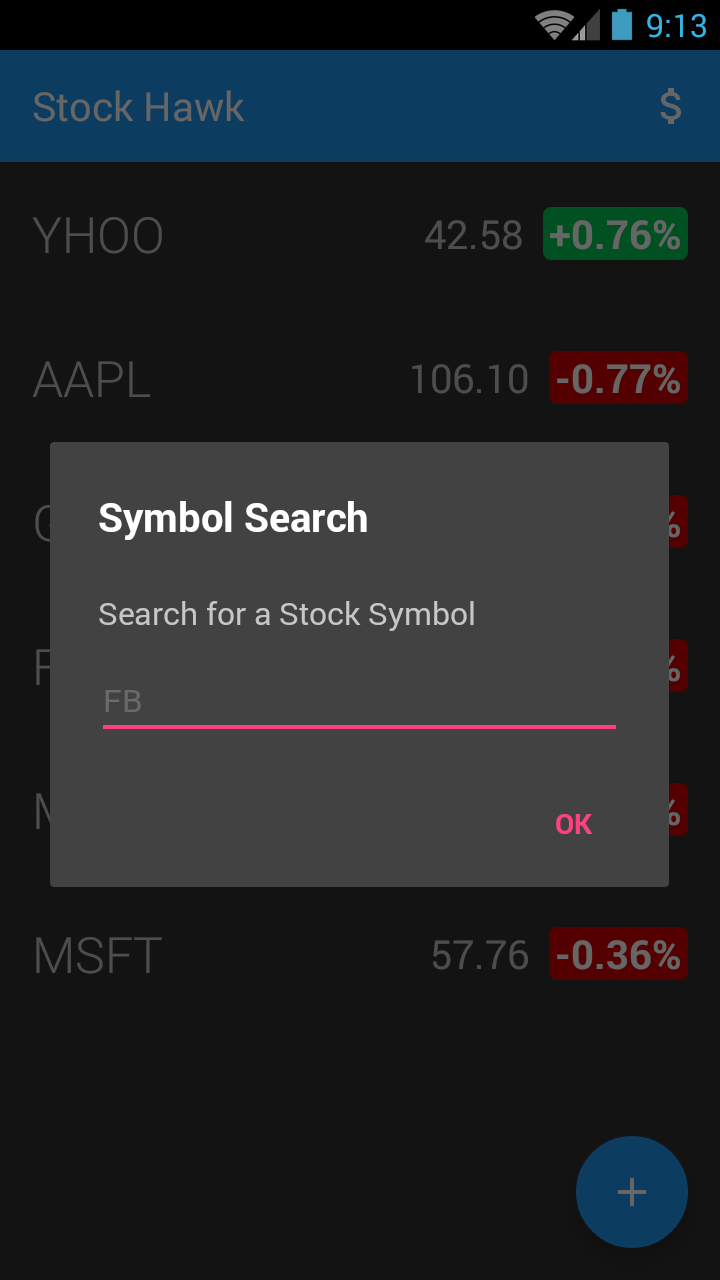 9:13
Stock Hawk $
YHOO 42.58 +0.76%
AAPL 106.10 -0.77%
Symbol Search
Search for a Stock Symbol
FB
OK
MSFT 57.76 -0.36%
+